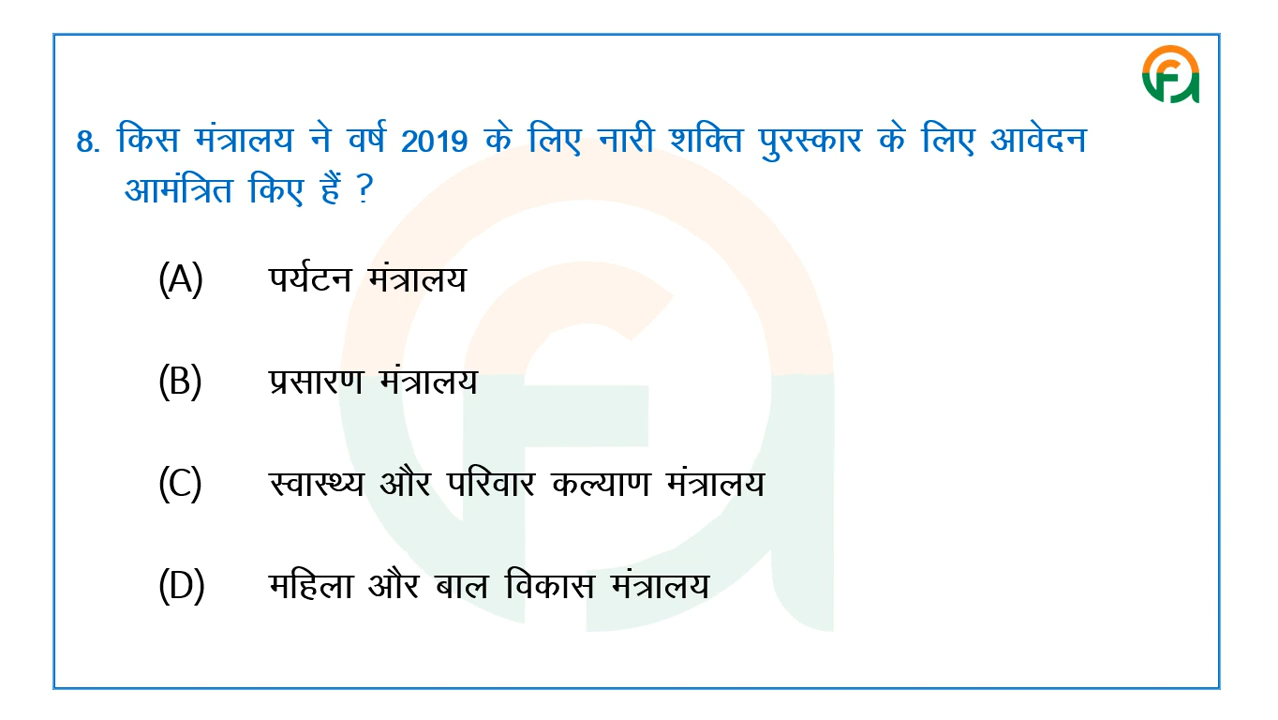 8. किस मंत्रालय ने वर्ष 2019 के लिए नारी शक्ति पुरस्कार के लिए आवेदन
आमंत्रित किए हैं ?
(A) पर्यटन मंत्रालय
(B) प्रसारण मंत्रालय
(C) स्वास्थ्य और परिवार कल्याण मंत्रालय
(D) महिला और बाल विकास मंत्रालय